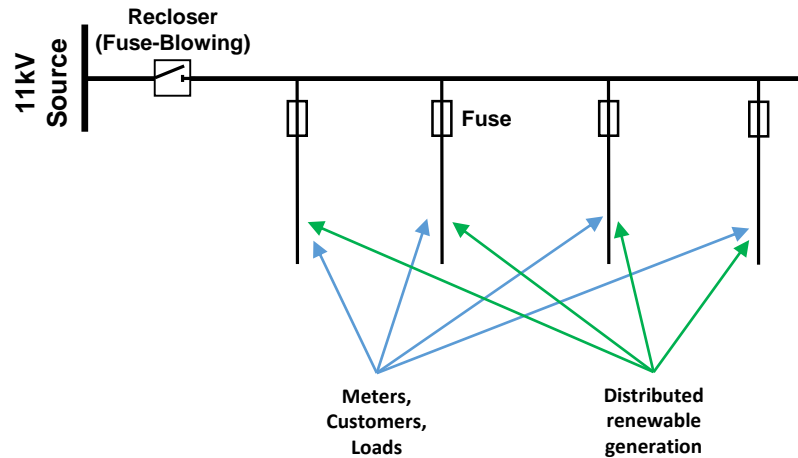 Recloser
(Fuse-Blowing)
11kV
Source
Fuse
Meters,
Customers,
Loads
Distributed
renewable
generation